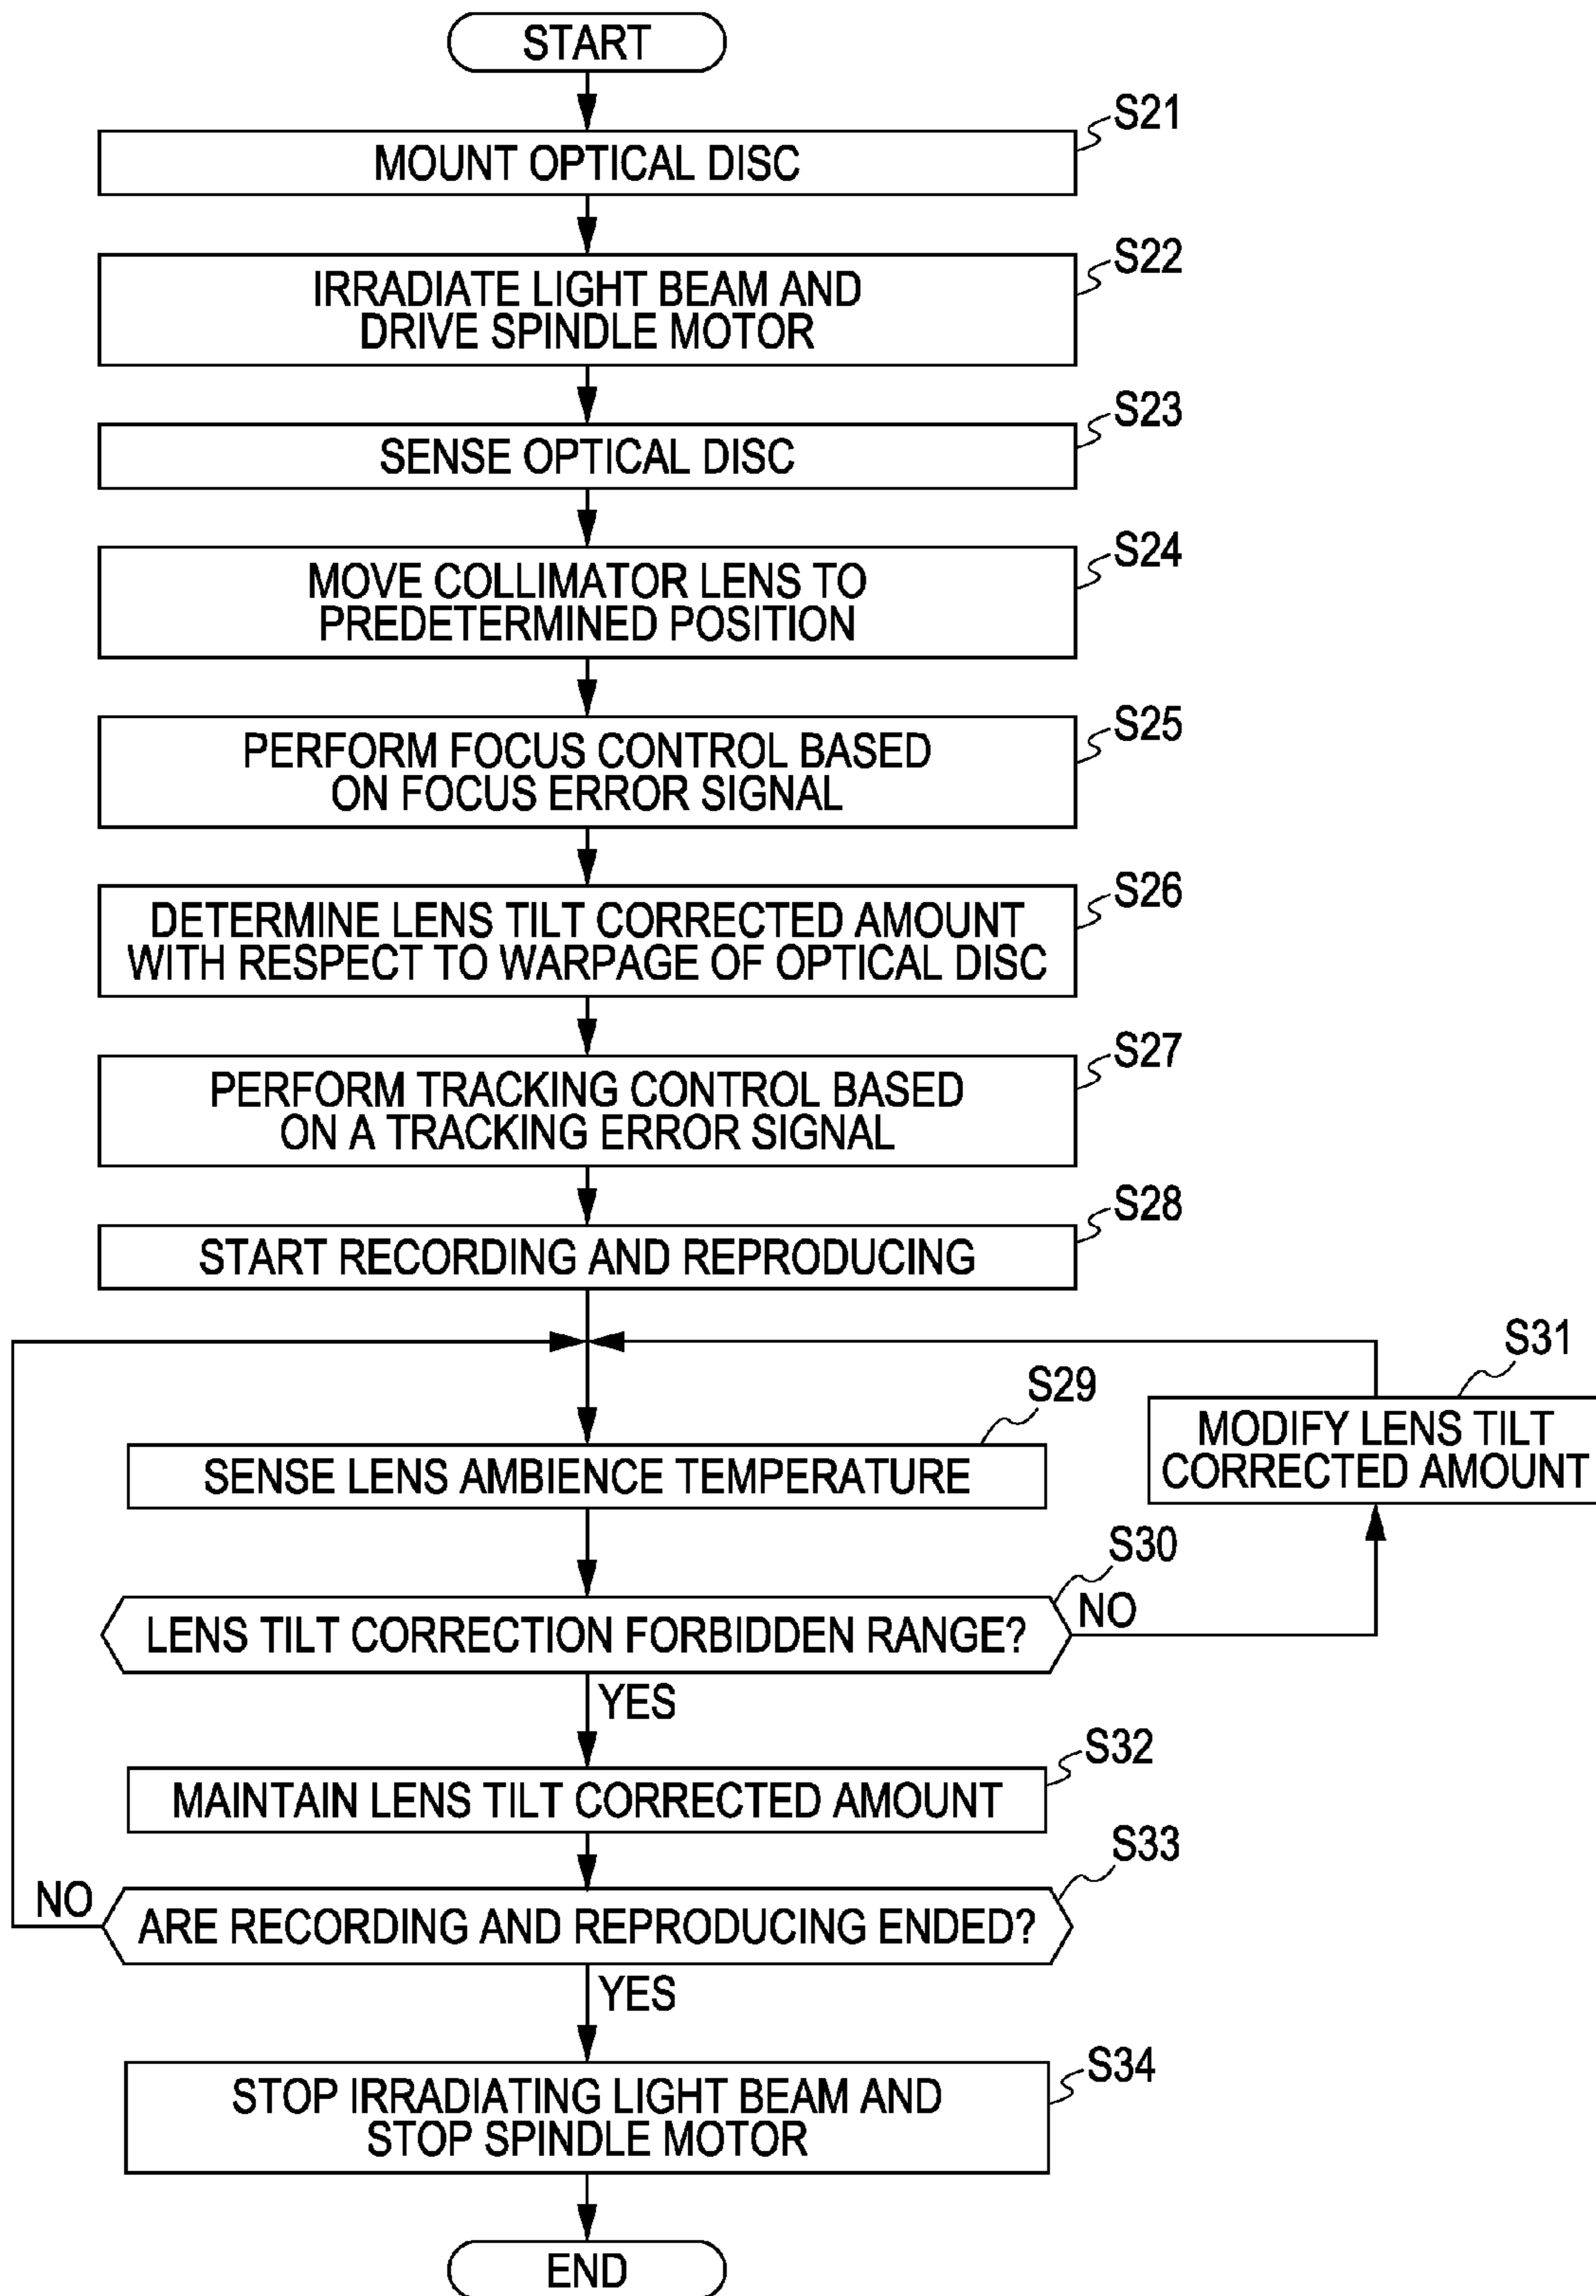 START
S21
MOUNT OPTICAL DISC
S22
IRRADIATE LIGHT BEAM AND
DRIVE SPINDLE MOTOR
S23
SENSE OPTICAL DISC
S24
MOVE COLLIMATOR LENS TO
PREDETERMINED POSITION
S25
PERFORM FOCUS CONTROL BASED
ON FOCUS ERROR SIGNAL
S26
DETERMINE LENS TILT CORRECTED AMOUNT
WITH RESPECT TO WARPAGE OF OPTICAL DISC
S27
PERFORM TRACKING CONTROL BASED
ON A TRACKING ERROR SIGNAL
S28
START RECORDING AND REPRODUCING
S31
MODIFY LENS TILT
CORRECTED AMOUNT
S29
SENSE LENS AMBIENCE TEMPERATURE
S30
LENS TILT CORRECTION FORBIDDEN RANGE?
NO
YES
S32
MAINTAIN LENS TILT CORRECTED AMOUNT
S33
NO
ARE RECORDING AND REPRODUCING ENDED?
YES
S34
STOP IRRADIATING LIGHT BEAM AND
STOP SPINDLE MOTOR
END